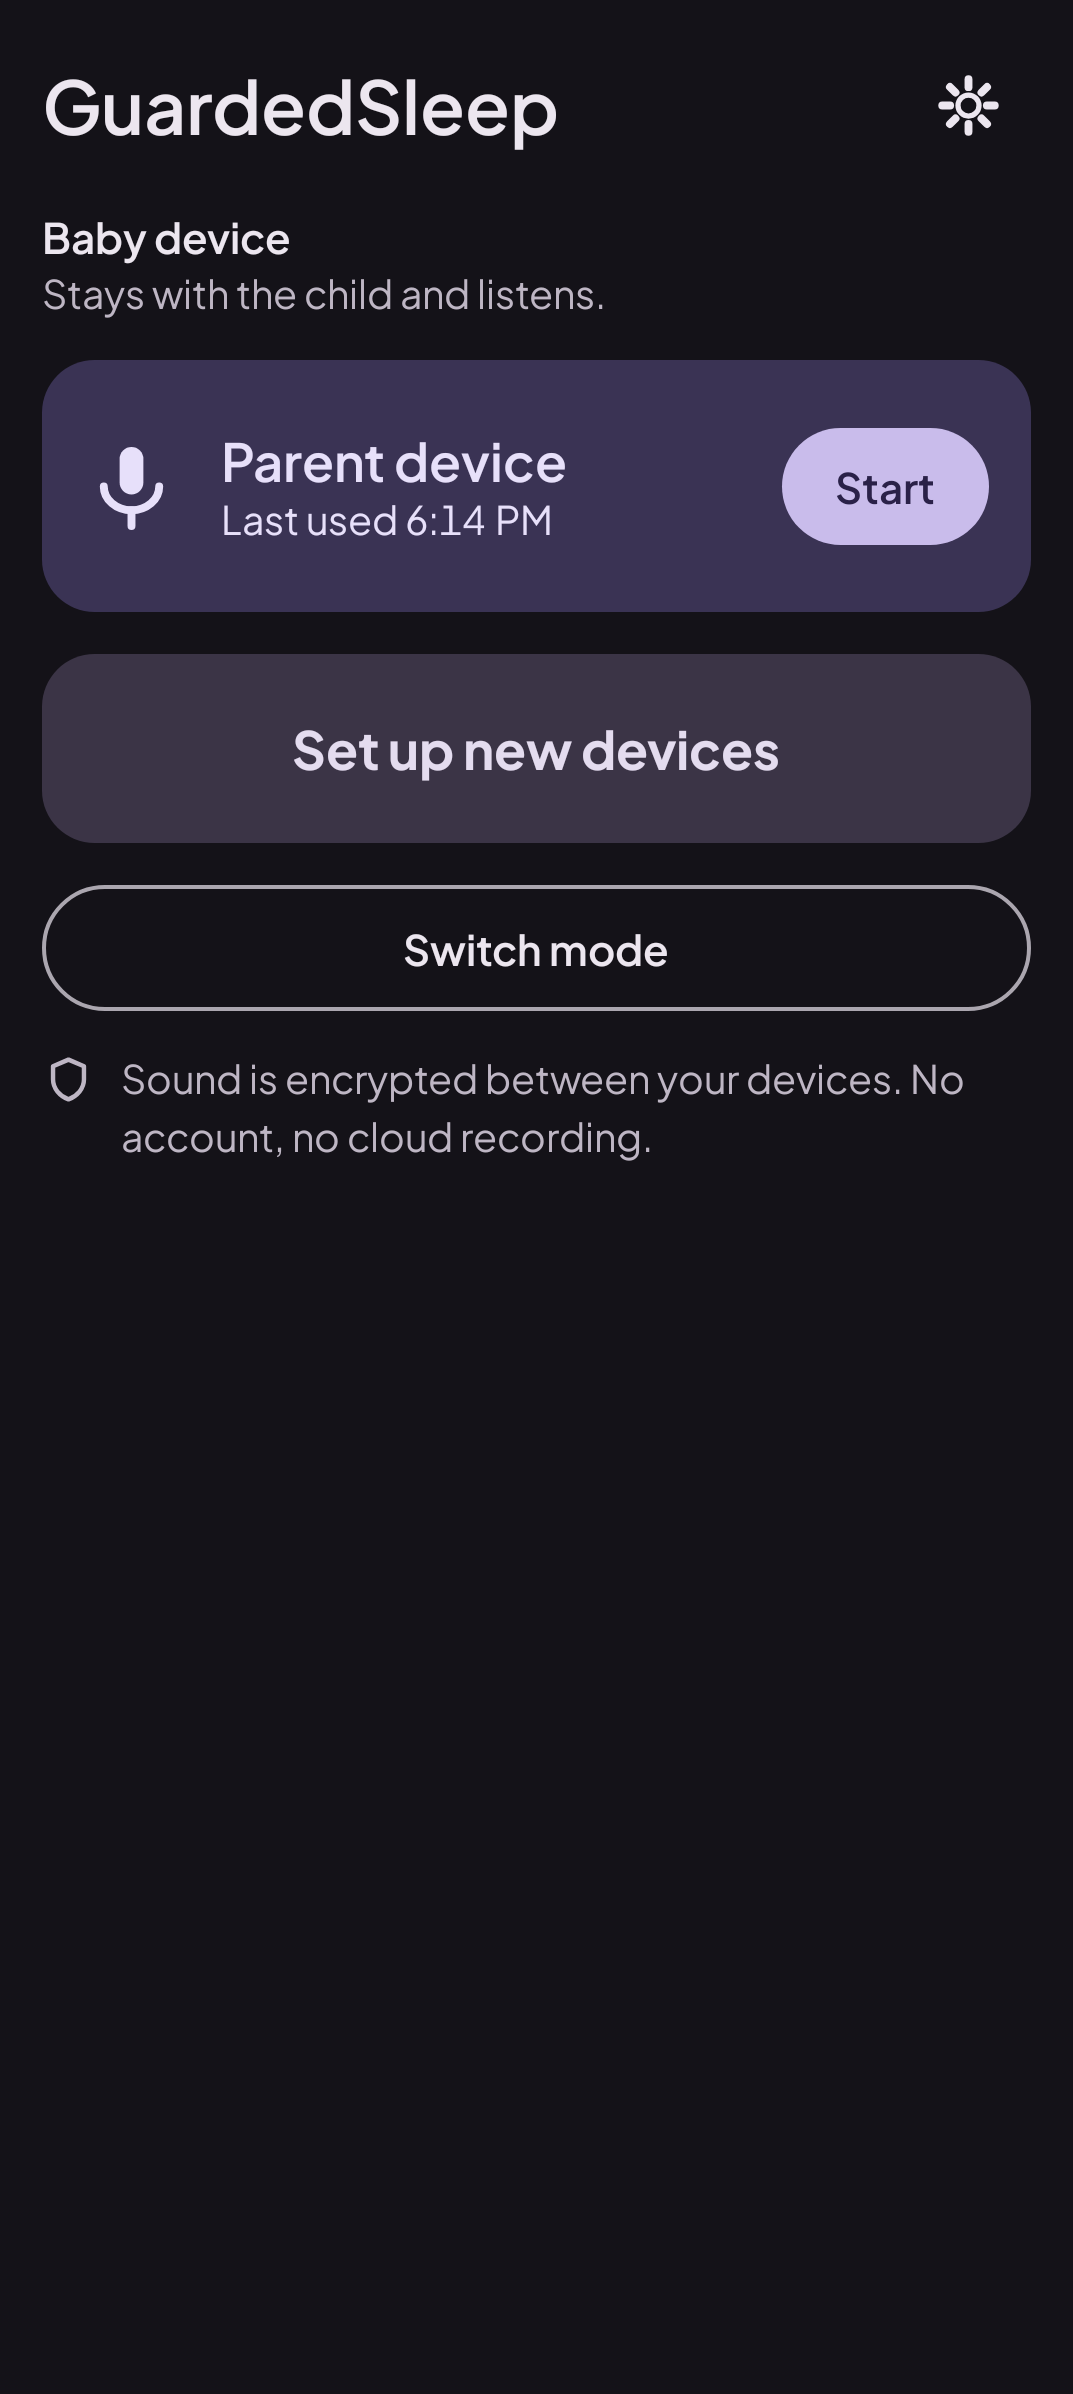 GuardedSleep
Baby device
Stays with the child and listens.
Parent device
Last used 6:14 PM
Start
Set up new devices
Switch mode
Sound is encrypted between your devices. No
account, no cloud recording.